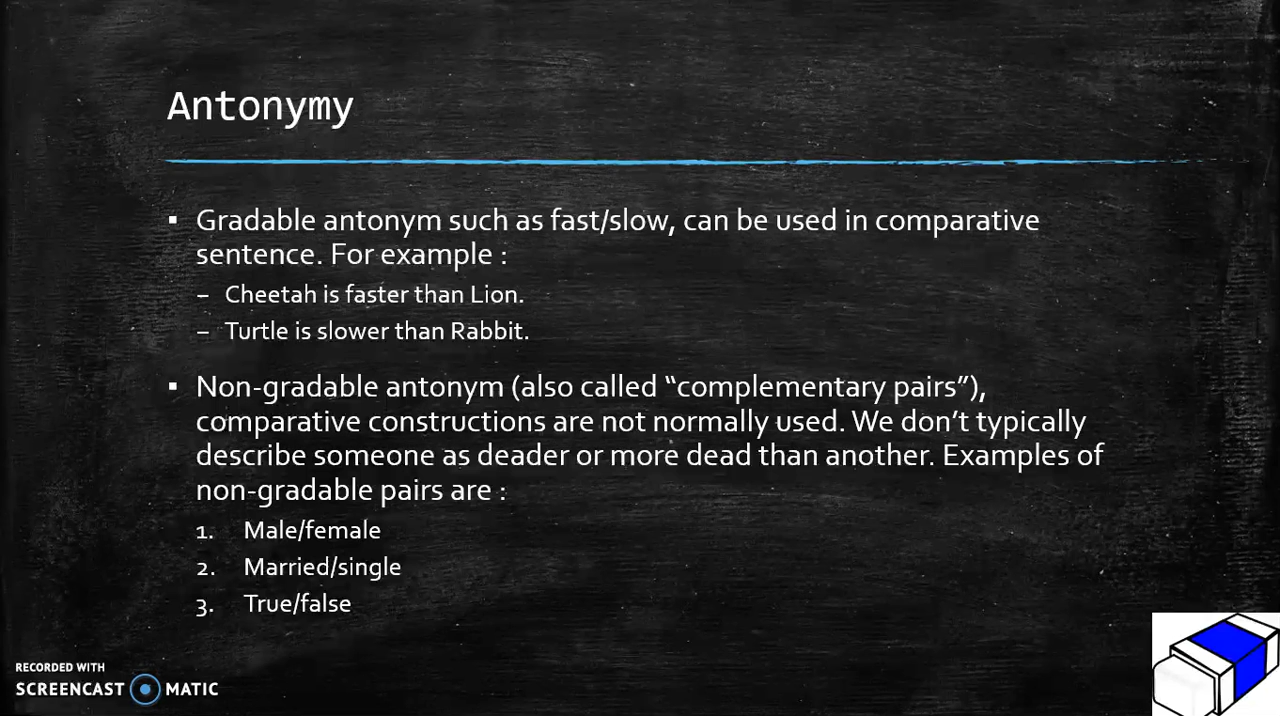 Antonymy
▪ Gradable antonym such as fast/slow, can be used in comparative
sentence. For example :
– Cheetah is faster than Lion.
– Turtle is slower than Rabbit.
▪ Non-gradable antonym (also called “complementary pairs”),
comparative constructions are not normally used. We don’t typically
describe someone as deader or more dead than another. Examples of
non-gradable pairs are :
1. Male/female
2. Married/single
3. True/false
RECORDED WITH
SCREENCAST MATIC